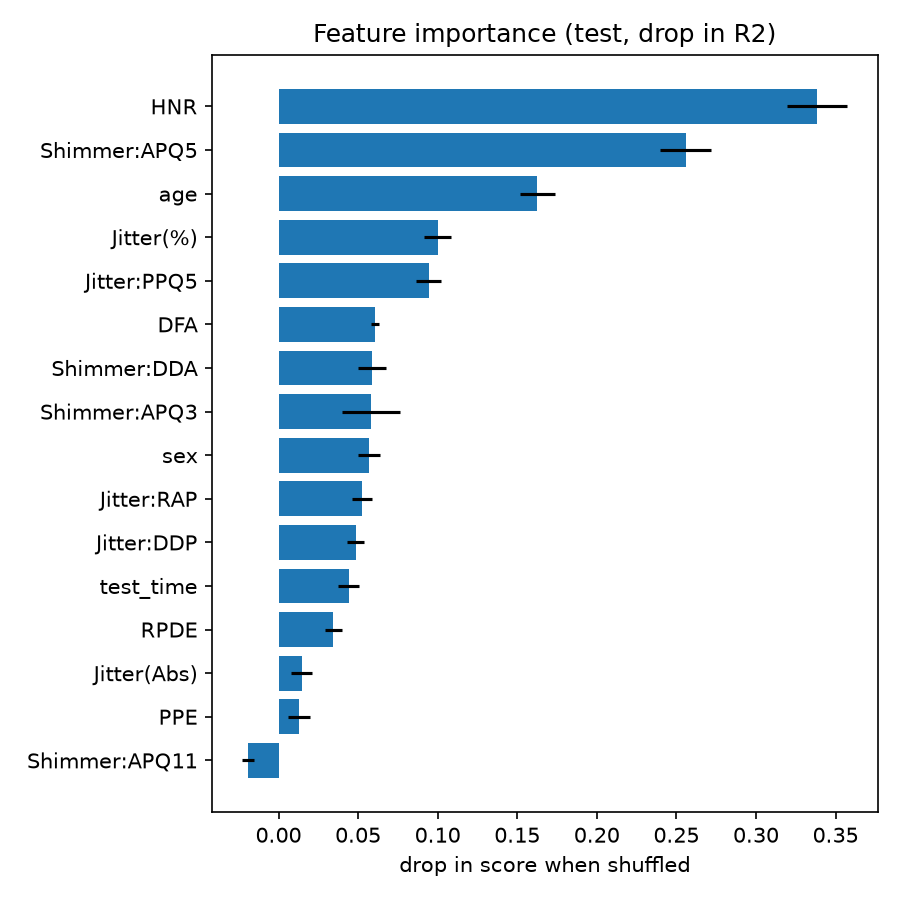 Feature importance (test, drop in R2)
HNR
Shimmer:APQ5
age
Jitter(%)
Jitter:PPQ5
DFA
Shimmer:DDA
Shimmer:APQ3
sex
Jitter:RAP
Jitter:DDP
test_time
RPDE
Jitter(Abs)
PPE
Shimmer:APQ11
0.00 0.05 0.10 0.15 0.20 0.25 0.30 0.35
drop in score when shuffled